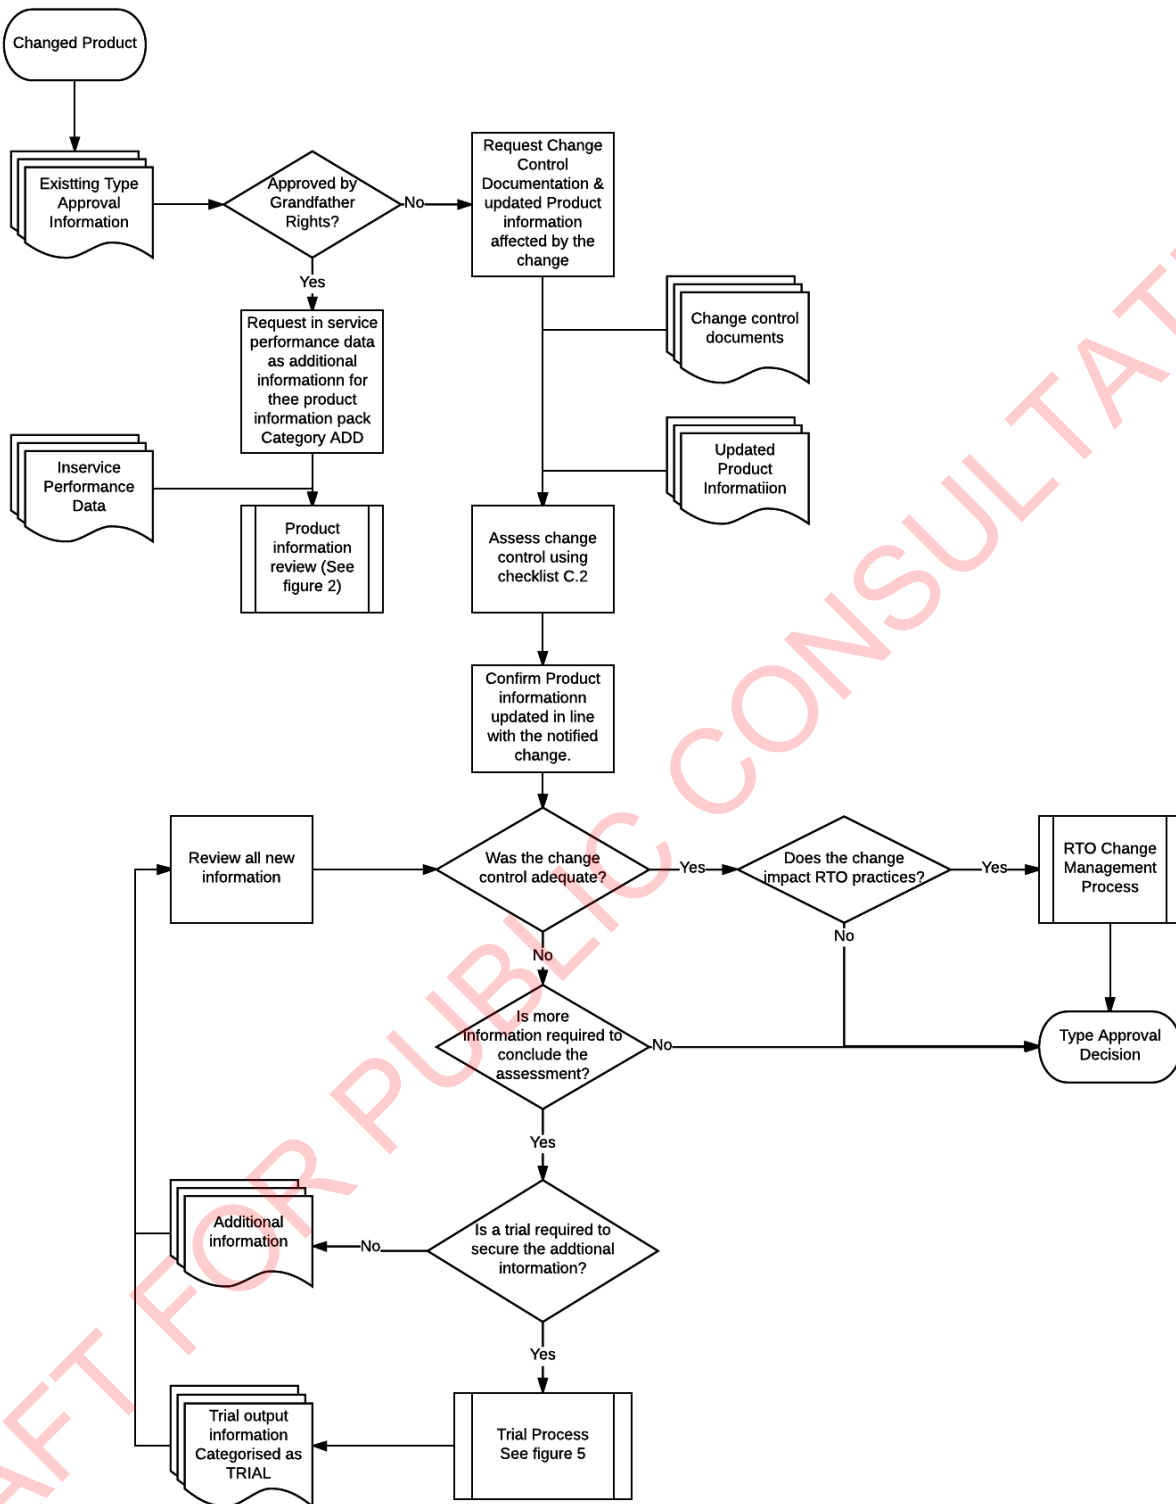 Changed Product
Existting Type
Approval
Information
Approved by
Grandfather
Rights?
No
Request Change
Control
Documentation &
updated Product
information
affected by the
change
Yes
Request in service
performance data
as additional
informationn for
thee product
information pack
Category ADD
Change control
documents
Inservice
Performance
Data
Updated
Product
Informatiion
Product
information
review (See
figure 2)
Assess change
control using
checklist C.2
Confirm Product
informationn
updated in line
with the notified
change.
Review all new
information
Was the change
control adequate?
Yes
Does the change
impact RTO practices?
Yes
RTO Change
Management
Process
No
No
Is more
information required to
conclude the
assessment?
No
Type Approval
Decision
Yes
Additional
information
No
Is a trial required to
secure the addtional
intormation?
Yes
Trial output
information
Categorised as
TRIAL
Trial Process
See figure 5
AFT FOR PUBLIC CONSULTAT